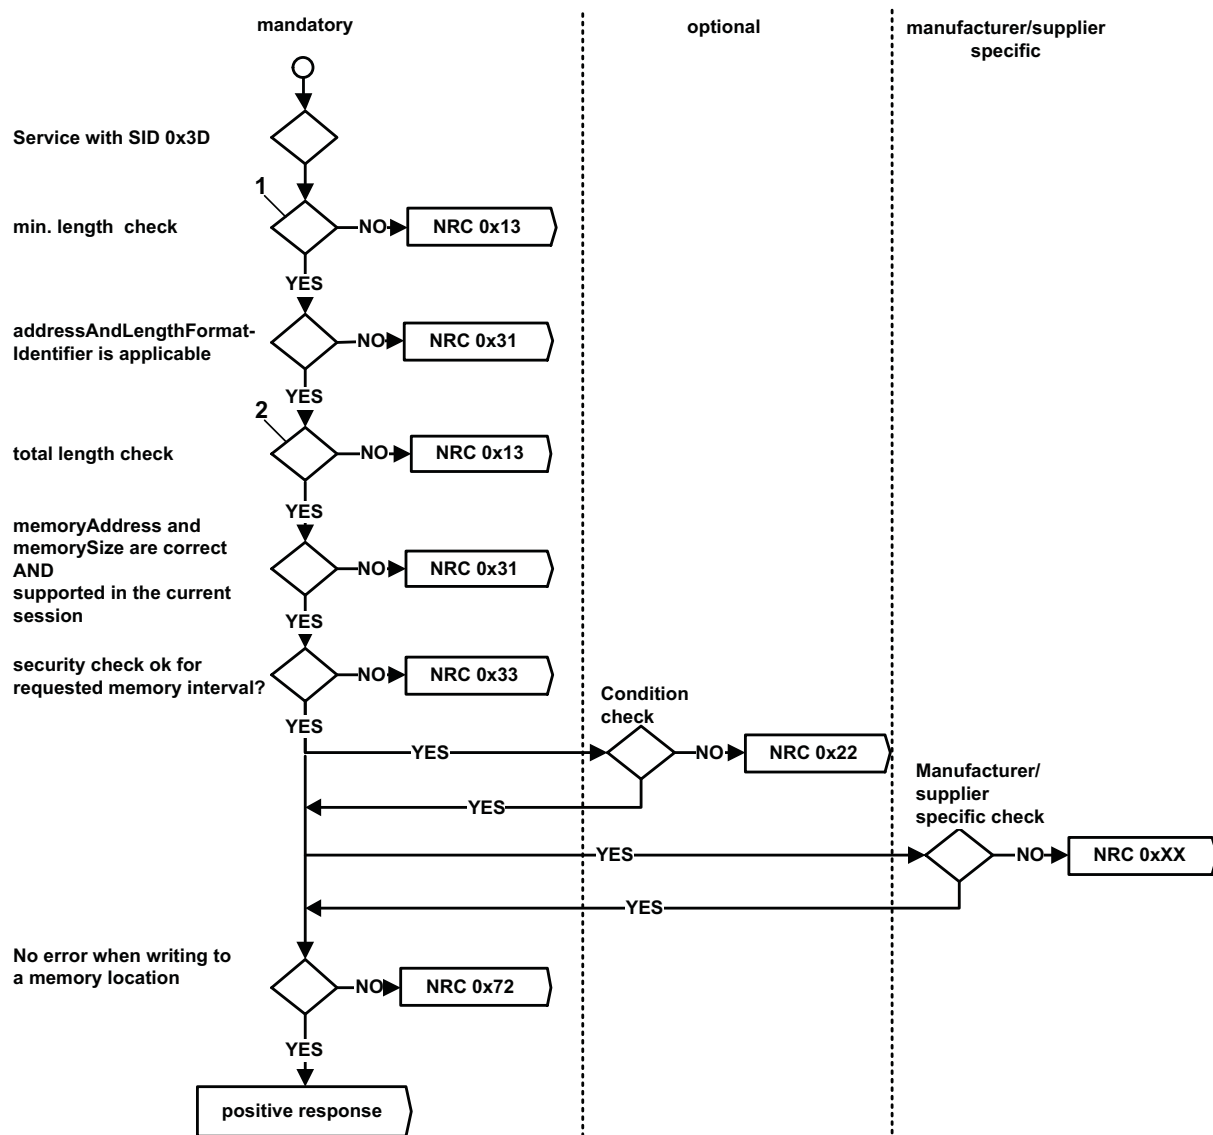 mandatory
optional
manufacturer/supplier
specific
Service with SID 0x3D
1
min. length check
NO
NRC 0x13
YES
addressAndLengthFormat-
Identifier is applicable
NO
NRC 0x31
YES
2
total length check
NO
NRC 0x13
YES
memoryAddress and
memorySize are correct
AND
supported in the current
session
NO
NRC 0x31
YES
security check ok for
requested memory interval?
NO
NRC 0x33
YES
Condition
check
YES
NO
NRC 0x22
YES
Manufacturer/
supplier
specific check
YES
NO
NRC 0xXX
YES
No error when writing to
a memory location
NO
NRC 0x72
YES
positive response